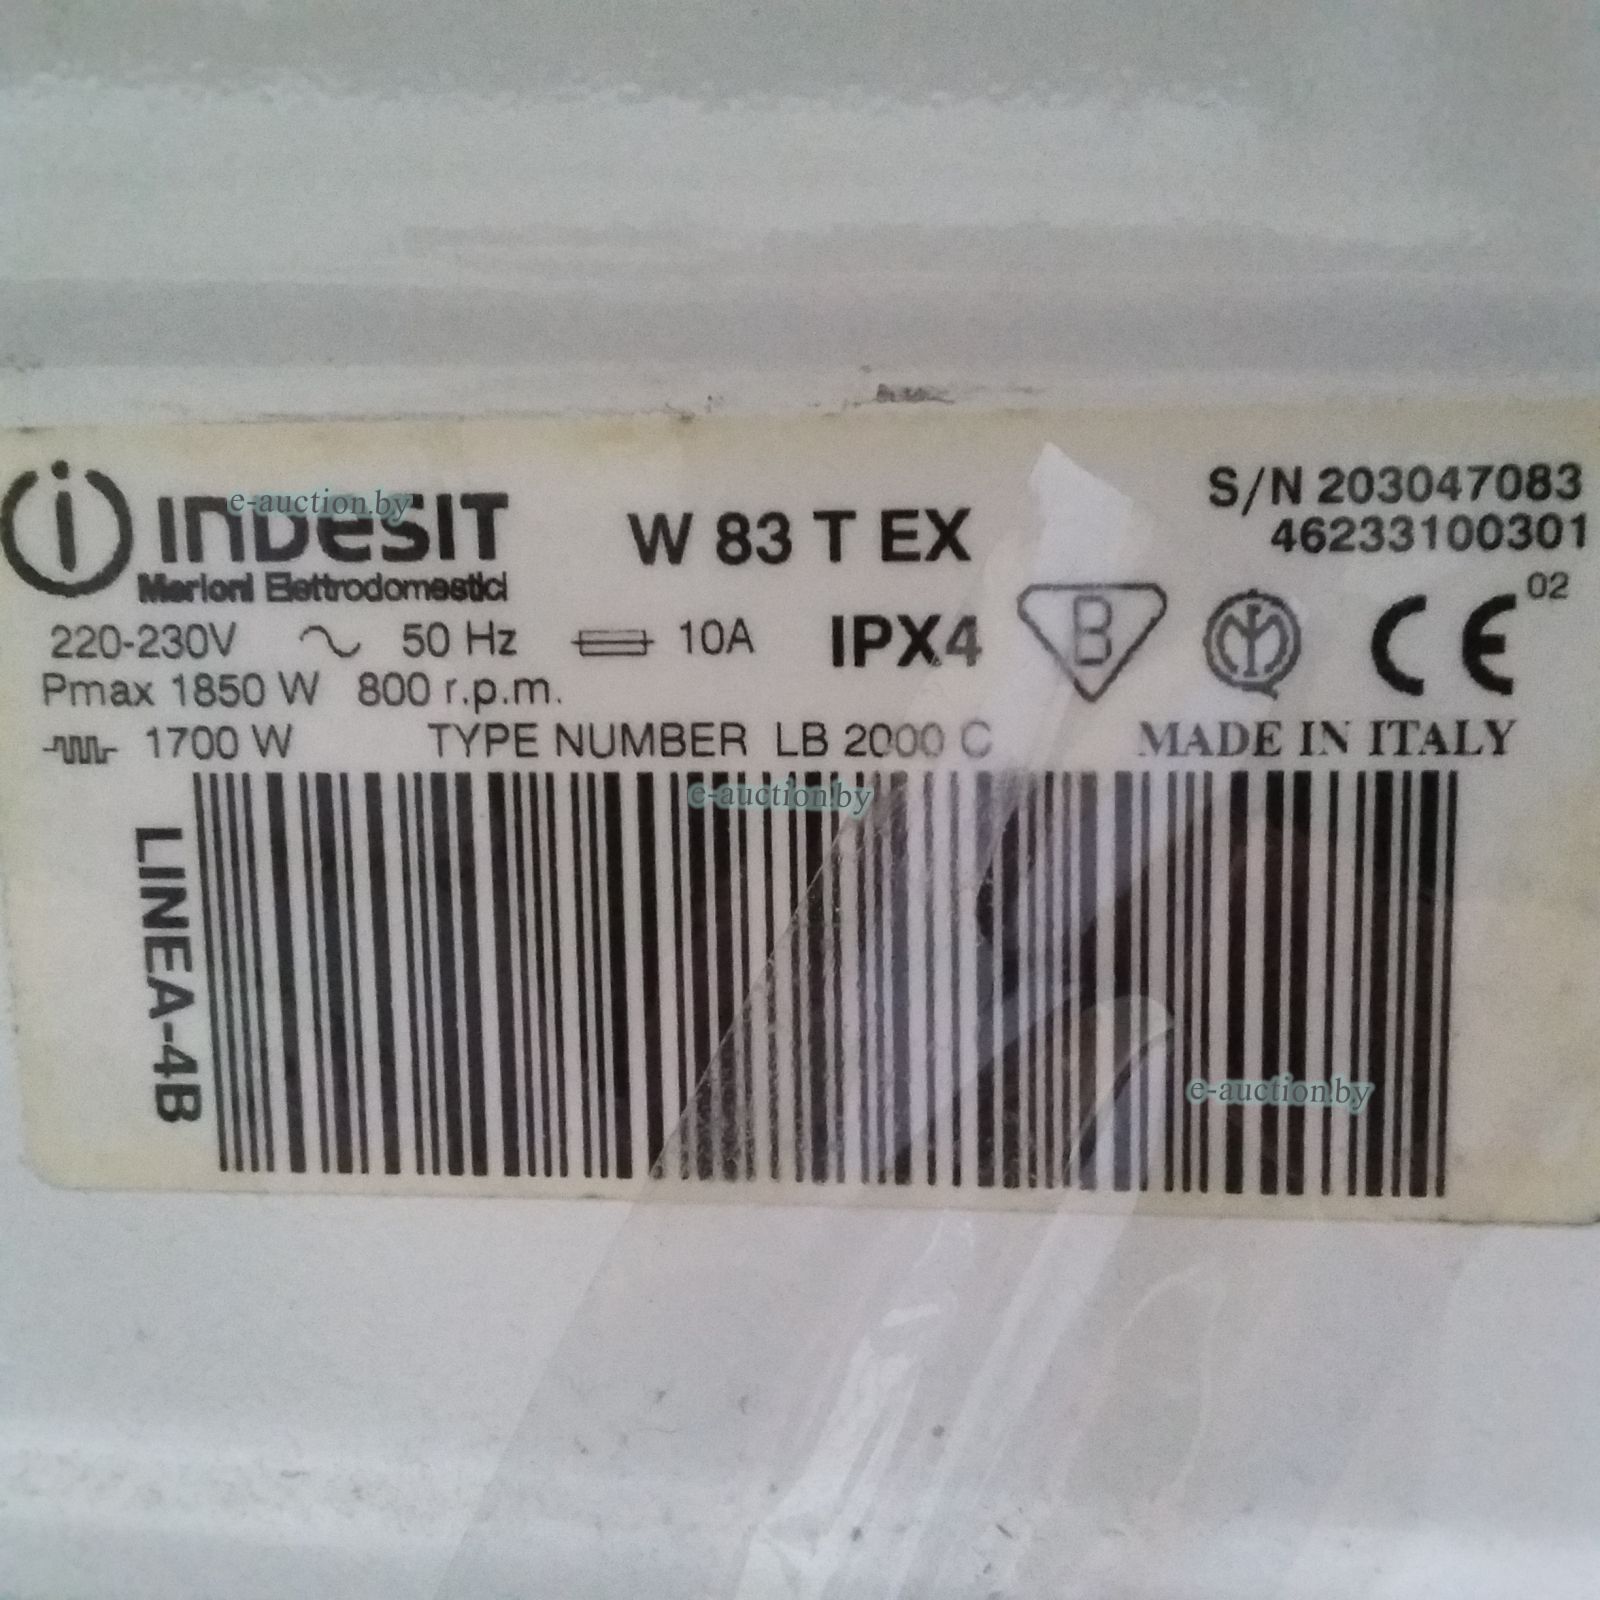 INDESIT
Merloni Elettrodomestici
W 83 T EX
S/N 203047083
46233100301
220-230V 50 Hz 10A IPX4 B CE 02
Pmax 1850 W 800 r.p.m.
1700 W TYPE NUMBER LB 2000 C MADE IN ITALY
LINEA-4B
e-auction.by
e-auction.by
e-auction.by